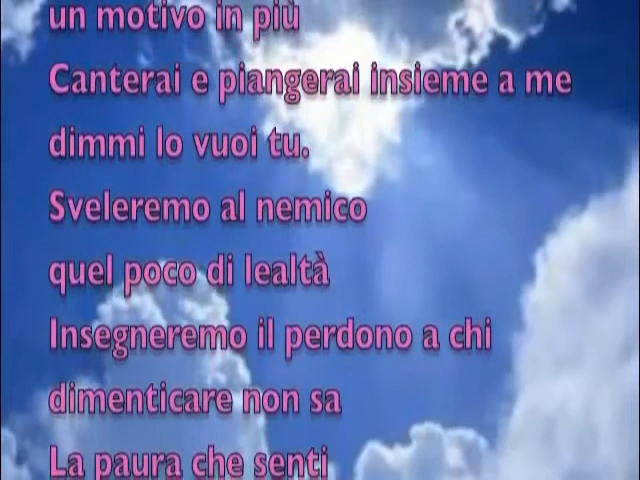 un motivo in più
Canterai e piangerai insieme a me
dimmi lo vuoi tu.
Sveleremo al nemico
quel poco di lealtà
Insegneremo il perdono a chi
dimenticare non sa
La paura che senti